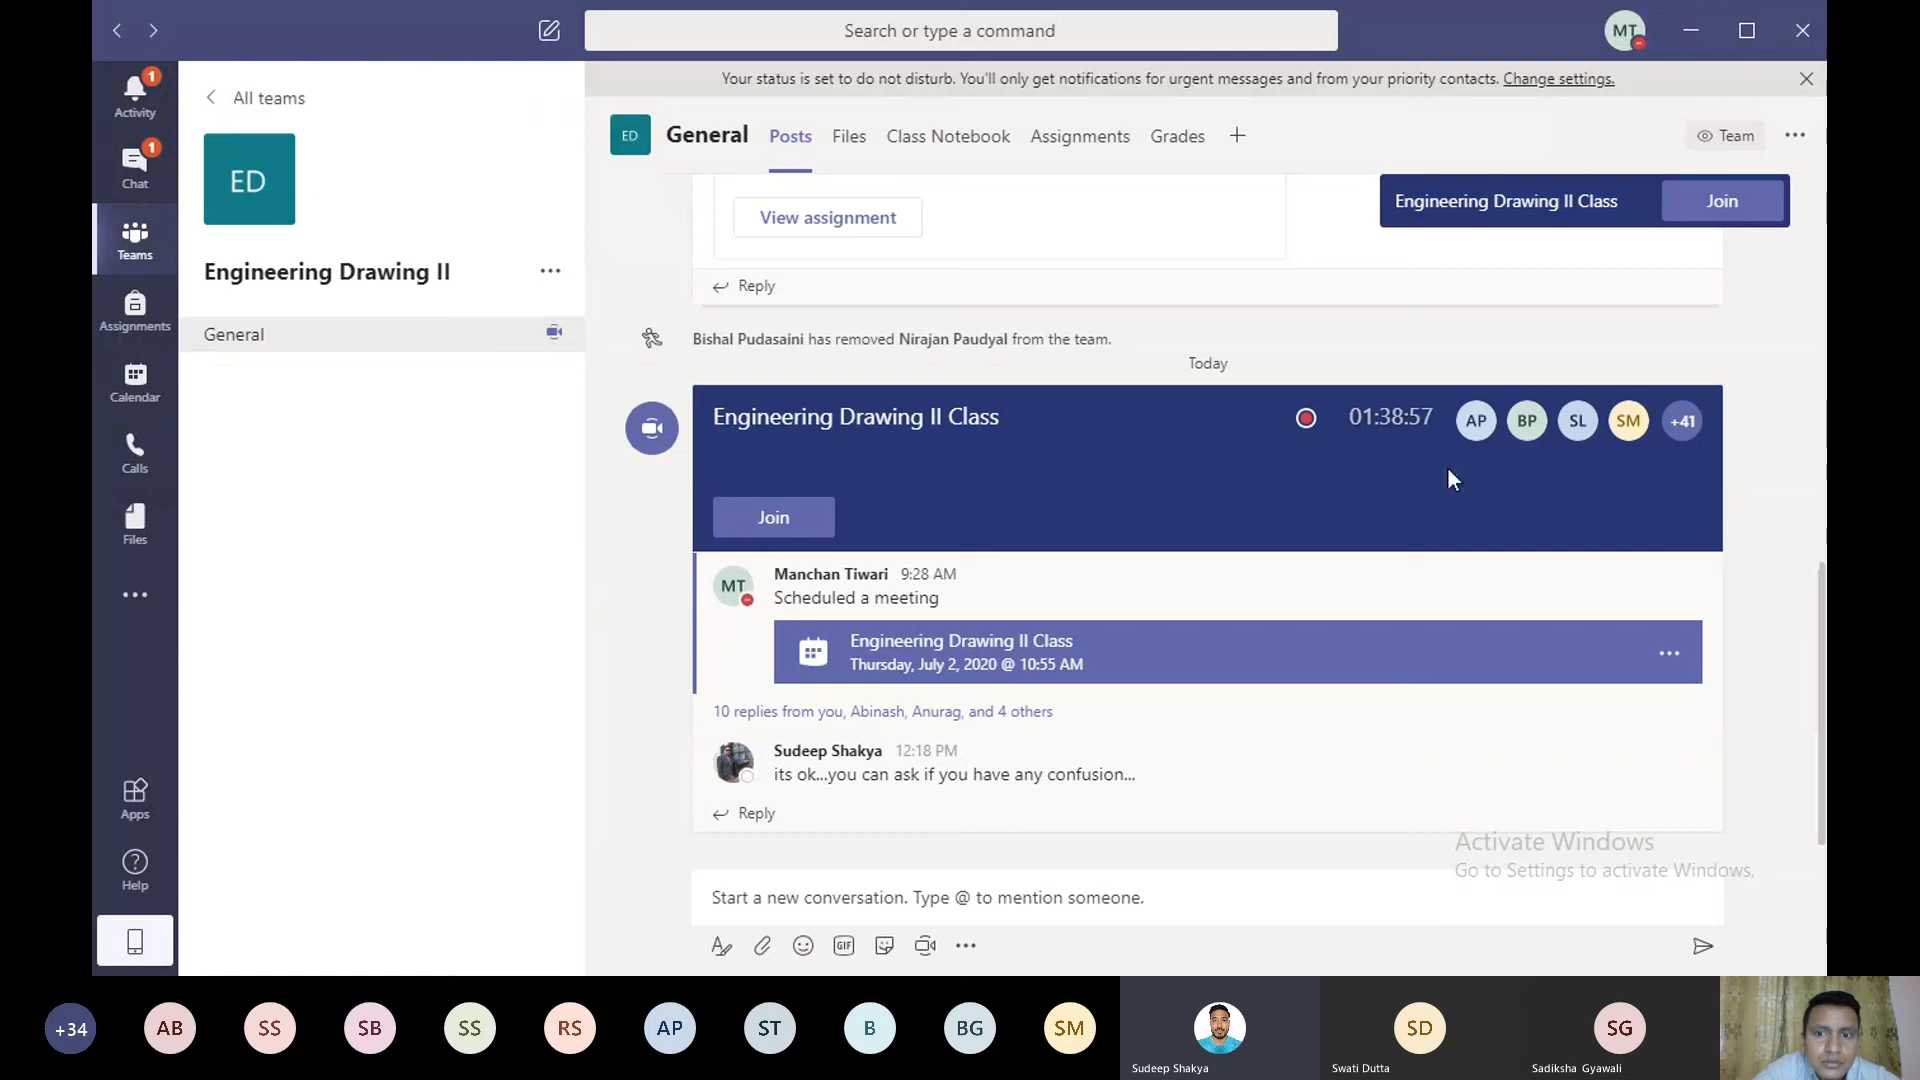 Search or type a command
MT
Your status is set to do not disturb. You'll only get notifications for urgent messages and from your priority contacts. Change settings.
1
Activity
1
Chat
Teams
Assignments
Calendar
Calls
Files
Apps
Help
All teams
ED
Engineering Drawing II
General
ED
General
Posts
Files
Class Notebook
Assignments
Grades
Team
View assignment
Engineering Drawing II Class
Join
Reply
Bishal Pudasaini has removed Nirajan Paudyal from the team.
Today
Engineering Drawing II Class
01:38:57
AP
BP
SL
SM
+41
Join
MT
Manchan Tiwari 9:28 AM
Scheduled a meeting
Engineering Drawing II Class
Thursday, July 2, 2020 @ 10:55 AM
10 replies from you, Abinash, Anurag, and 4 others
Sudeep Shakya 12:18 PM
its ok...you can ask if you have any confusion...
Reply
Activate Windows
Go to Settings to activate Windows.
Start a new conversation. Type @ to mention someone.
GIF
+34
AB
SS
SB
SS
RS
AP
ST
B
BG
SM
Sudeep Shakya
SD
Swati Dutta
SG
Sadiksha Gyawali